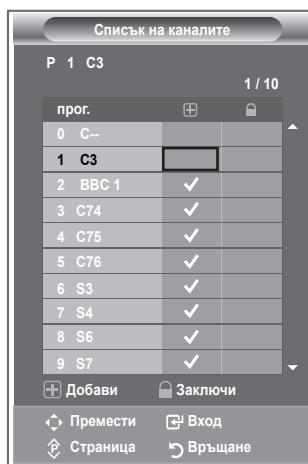 Списък на каналите
P 1 C3
1 / 10
прог.
0 C--
1 C3
2 BBC 1
3 C74
4 C75
5 C76
6 S3
7 S4
8 S6
9 S7
Добави Заключи
Премести Вход
Страница Връщане